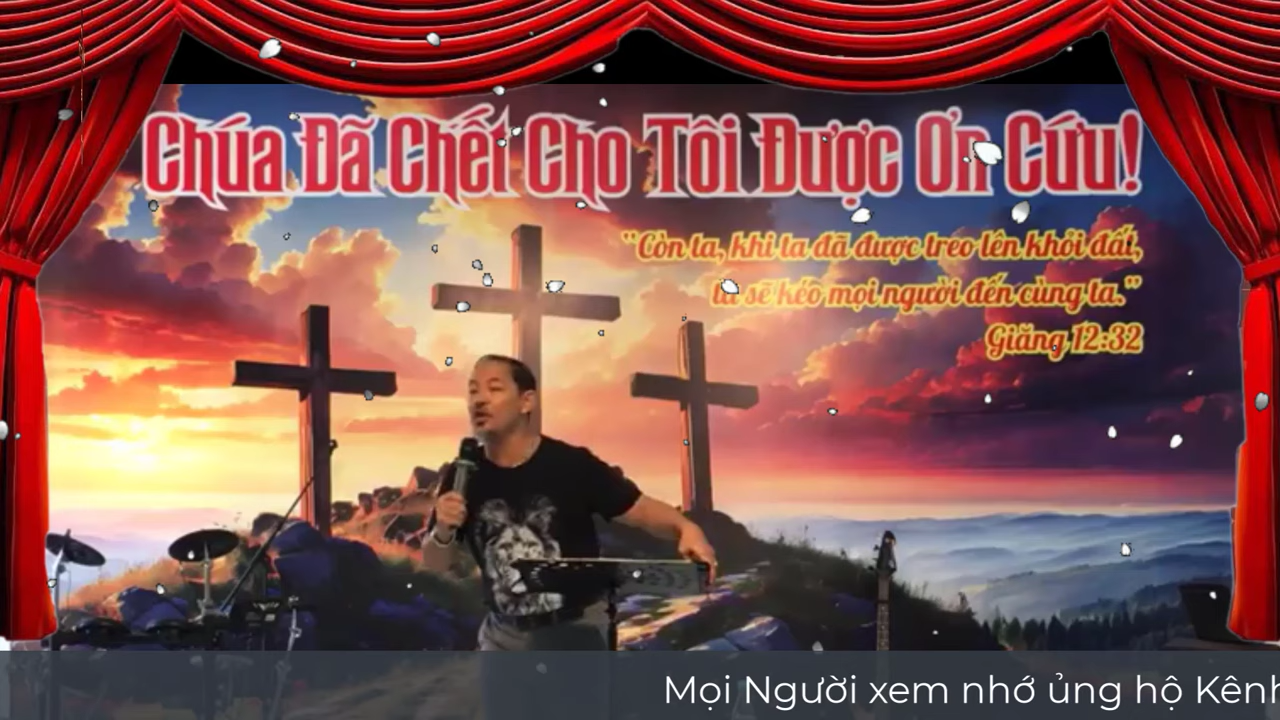 Chúa Đã Chết Cho Tôi Được Ơn Cứu!
"Còn ta, khi ta đã được treo lên khỏi đất,
ta sẽ kéo mọi người đến cùng ta."
Giăng 12:32
Mọi Người xem nhớ ủng hộ Kênh